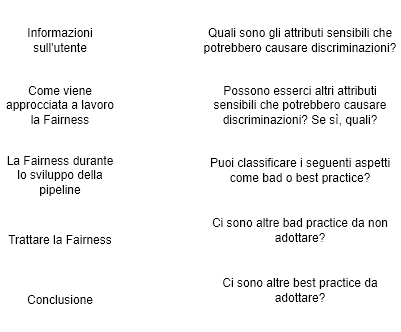 Informazioni
sull'utente
Quali sono gli attributi sensibili che
potrebbero causare discriminazioni?
Come viene
approcciata a lavoro
la Fairness
Possono esserci altri attributi
sensibili che potrebbero causare
discriminazioni? Se sì, quali?
La Fairness durante
lo sviluppo della
pipeline
Puoi classificare i seguenti aspetti
come bad o best practice?
Trattare la Fairness
Ci sono altre bad practice da non
adottare?
Conclusione
Ci sono altre best practice da
adottare?